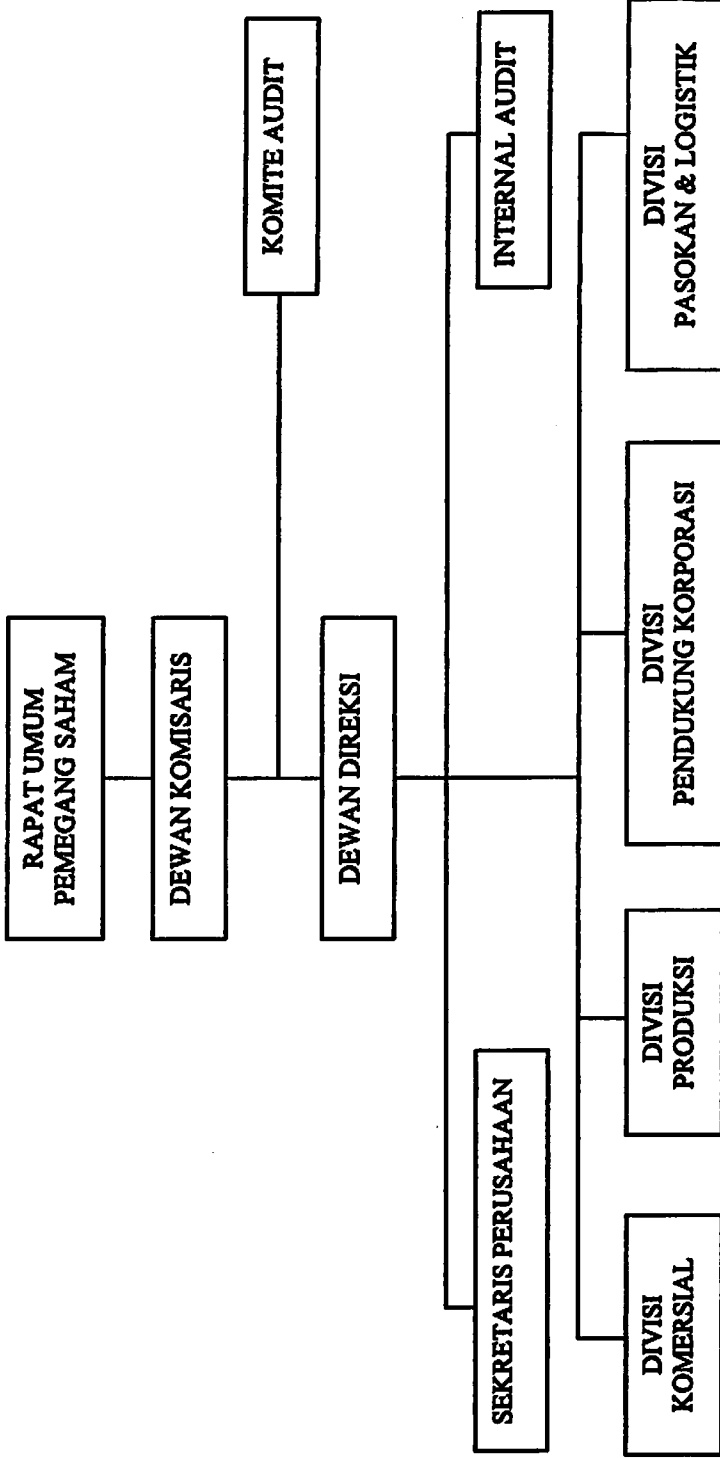 RAPAT UMUM
PEMEGANG SAHAM
DEWAN KOMISARIS
KOMITE AUDIT
DEWAN DIREKSI
SEKRETARIS PERUSAHAAN
INTERNAL AUDIT
DIVISI
KOMERSIAL
DIVISI
PRODUKSI
DIVISI
PENDUKUNG KORPORASI
DIVISI
PASOKAN & LOGISTIK